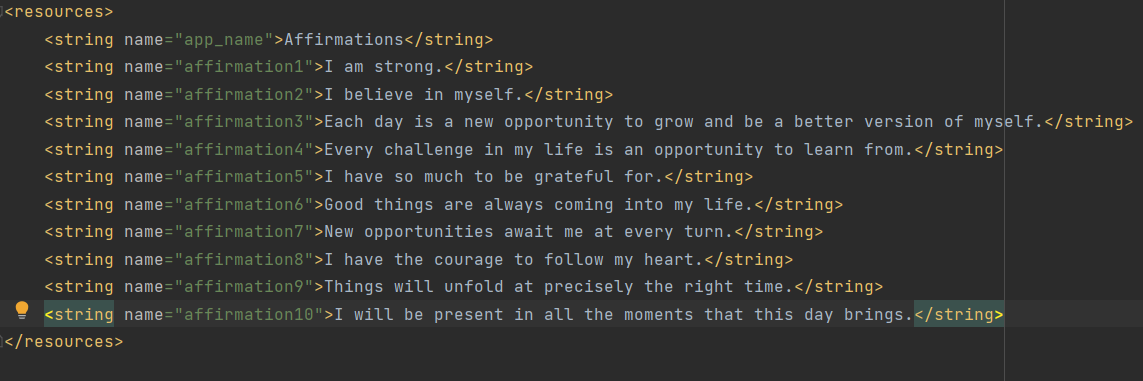 <resources>
    <string name="app_name">Affirmations</string>
    <string name="affirmation1">I am strong.</string>
    <string name="affirmation2">I believe in myself.</string>
    <string name="affirmation3">Each day is a new opportunity to grow and be a better version of myself.</string>
    <string name="affirmation4">Every challenge in my life is an opportunity to learn from.</string>
    <string name="affirmation5">I have so much to be grateful for.</string>
    <string name="affirmation6">Good things are always coming into my life.</string>
    <string name="affirmation7">New opportunities await me at every turn.</string>
    <string name="affirmation8">I have the courage to follow my heart.</string>
    <string name="affirmation9">Things will unfold at precisely the right time.</string>
    <string name="affirmation10">I will be present in all the moments that this day brings.</string>
</resources>